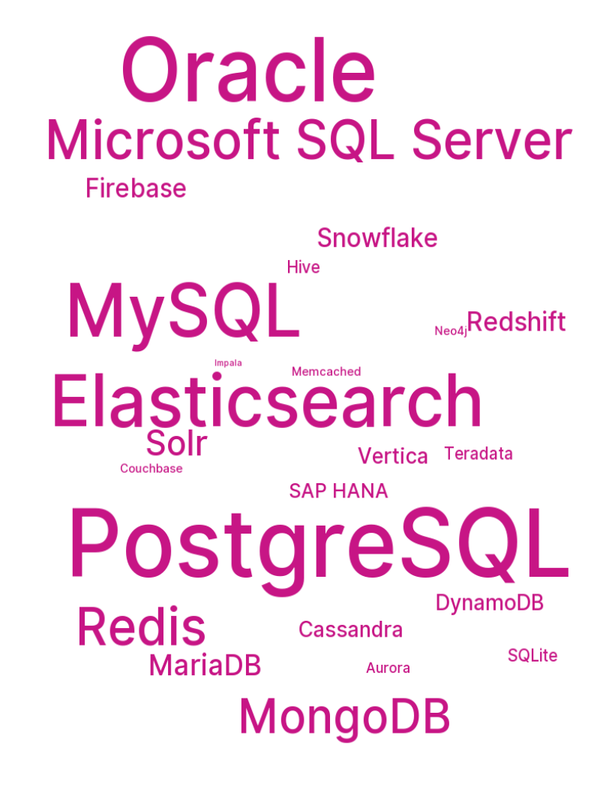 Oracle
Microsoft SQL Server
Firebase
Snowflake
Hive
MySQL
Redshift
Neo4j
Impala
Memcached
Elasticsearch
Solr
Vertica
Teradata
Couchbase
SAP HANA
PostgreSQL
DynamoDB
Redis
Cassandra
SQLite
MariaDB
Aurora
MongoDB